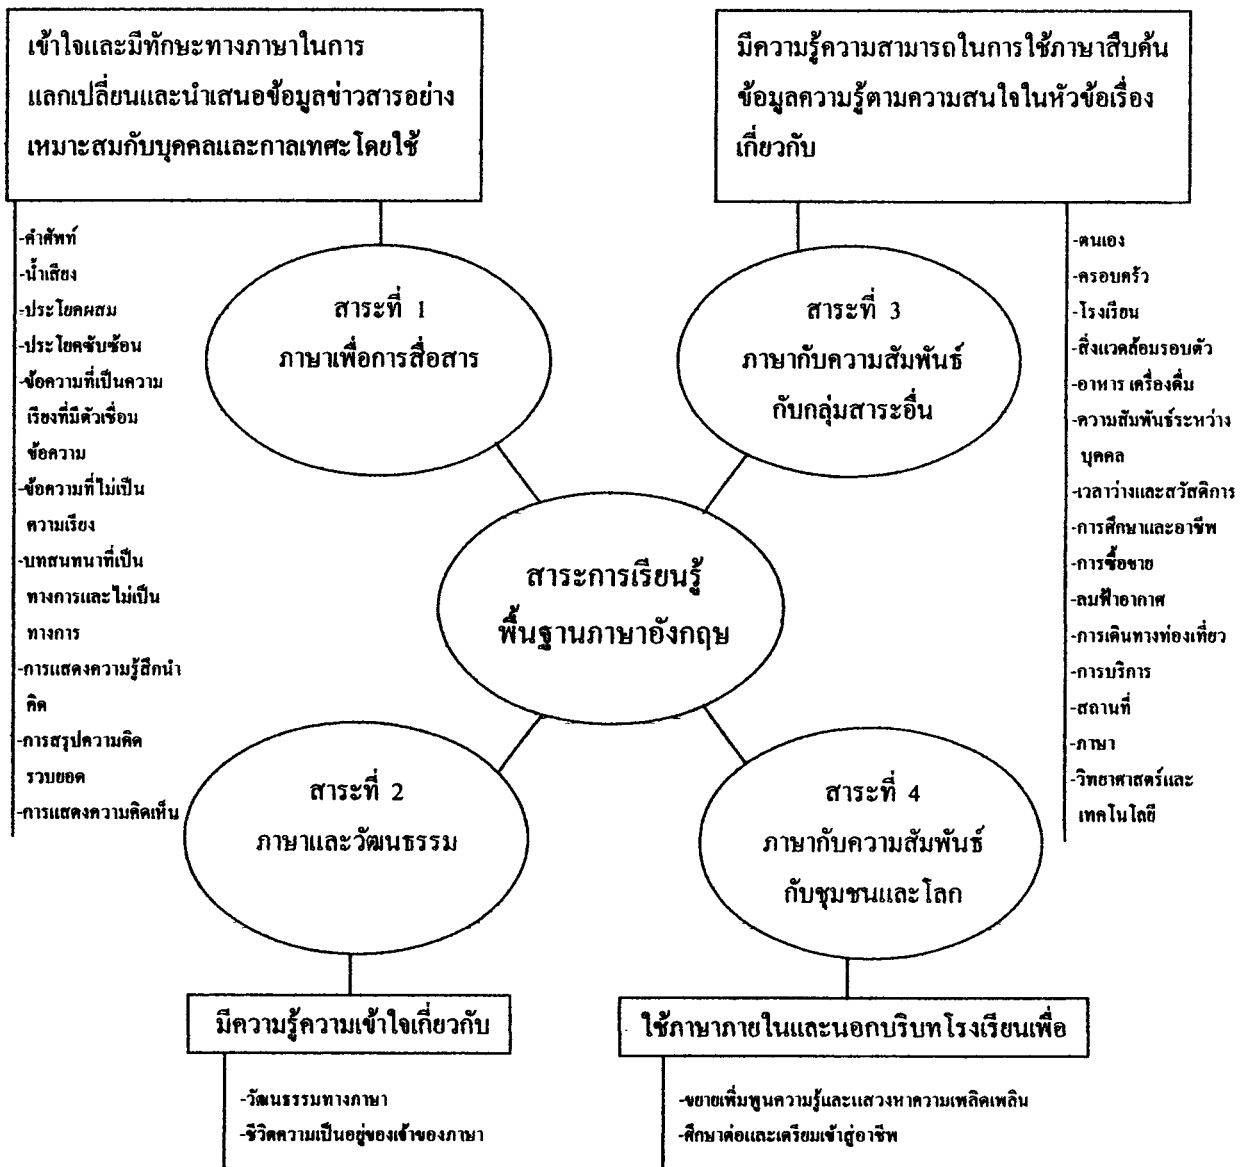 เข้าใจและมีทักษะทางภาษาในการ
แลกเปลี่ยนและนำเสนอข้อมูลข่าวสารอย่าง
เหมาะสมกับบุคคลและกาลเทศะโดยใช้
-คำศัพท์
-น้ำเสียง
-ประโยคผสม
-ประโยคซับซ้อน
-ข้อความที่เป็นความ
เรียงที่มีตัวเชื่อม
ข้อความ
-ข้อความที่ไม่เป็น
ความเรียง
-บทสนทนาที่เป็น
ทางการและไม่เป็น
ทางการ
-การแสดงความรู้สึกนำ
คิด
-การสรุปความคิด
รวบยอด
-การแสดงความคิดเห็น
สาระที่ 1
ภาษาเพื่อการสื่อสาร
มีความรู้ความสามารถในการใช้ภาษาสืบค้น
ข้อมูลความรู้ตามความสนใจในหัวข้อเรื่อง
เกี่ยวกับ
สาระที่ 3
ภาษากับความสัมพันธ์
กับกลุ่มสาระอื่น
-ตนเอง
-ครอบครัว
-โรงเรียน
-สิ่งแวดล้อมรอบตัว
-อาหาร เครื่องดื่ม
-ความสัมพันธ์ระหว่าง
บุคคล
-เวลาว่างและสวัสดิการ
-การศึกษาและอาชีพ
-การซื้อขาย
-ลมฟ้าอากาศ
-การเดินทางท่องเที่ยว
-การบริการ
-สถานที่
-ภาษา
-วิทยาศาสตร์และ
เทคโนโลยี
สาระการเรียนรู้
พื้นฐานภาษาอังกฤษ
สาระที่ 2
ภาษาและวัฒนธรรม
มีความรู้ความเข้าใจเกี่ยวกับ
-วัฒนธรรมทางภาษา
-ชีวิตความเป็นอยู่ของเจ้าของภาษา
สาระที่ 4
ภาษากับความสัมพันธ์
กับชุมชนและโลก
ใช้ภาษาภายในและนอกบริบทโรงเรียนเพื่อ
-ขยายเพิ่มพูนความรู้และแสวงหาความเพลิดเพลิน
-ศึกษาต่อและเตรียมเข้าสู่อาชีพ